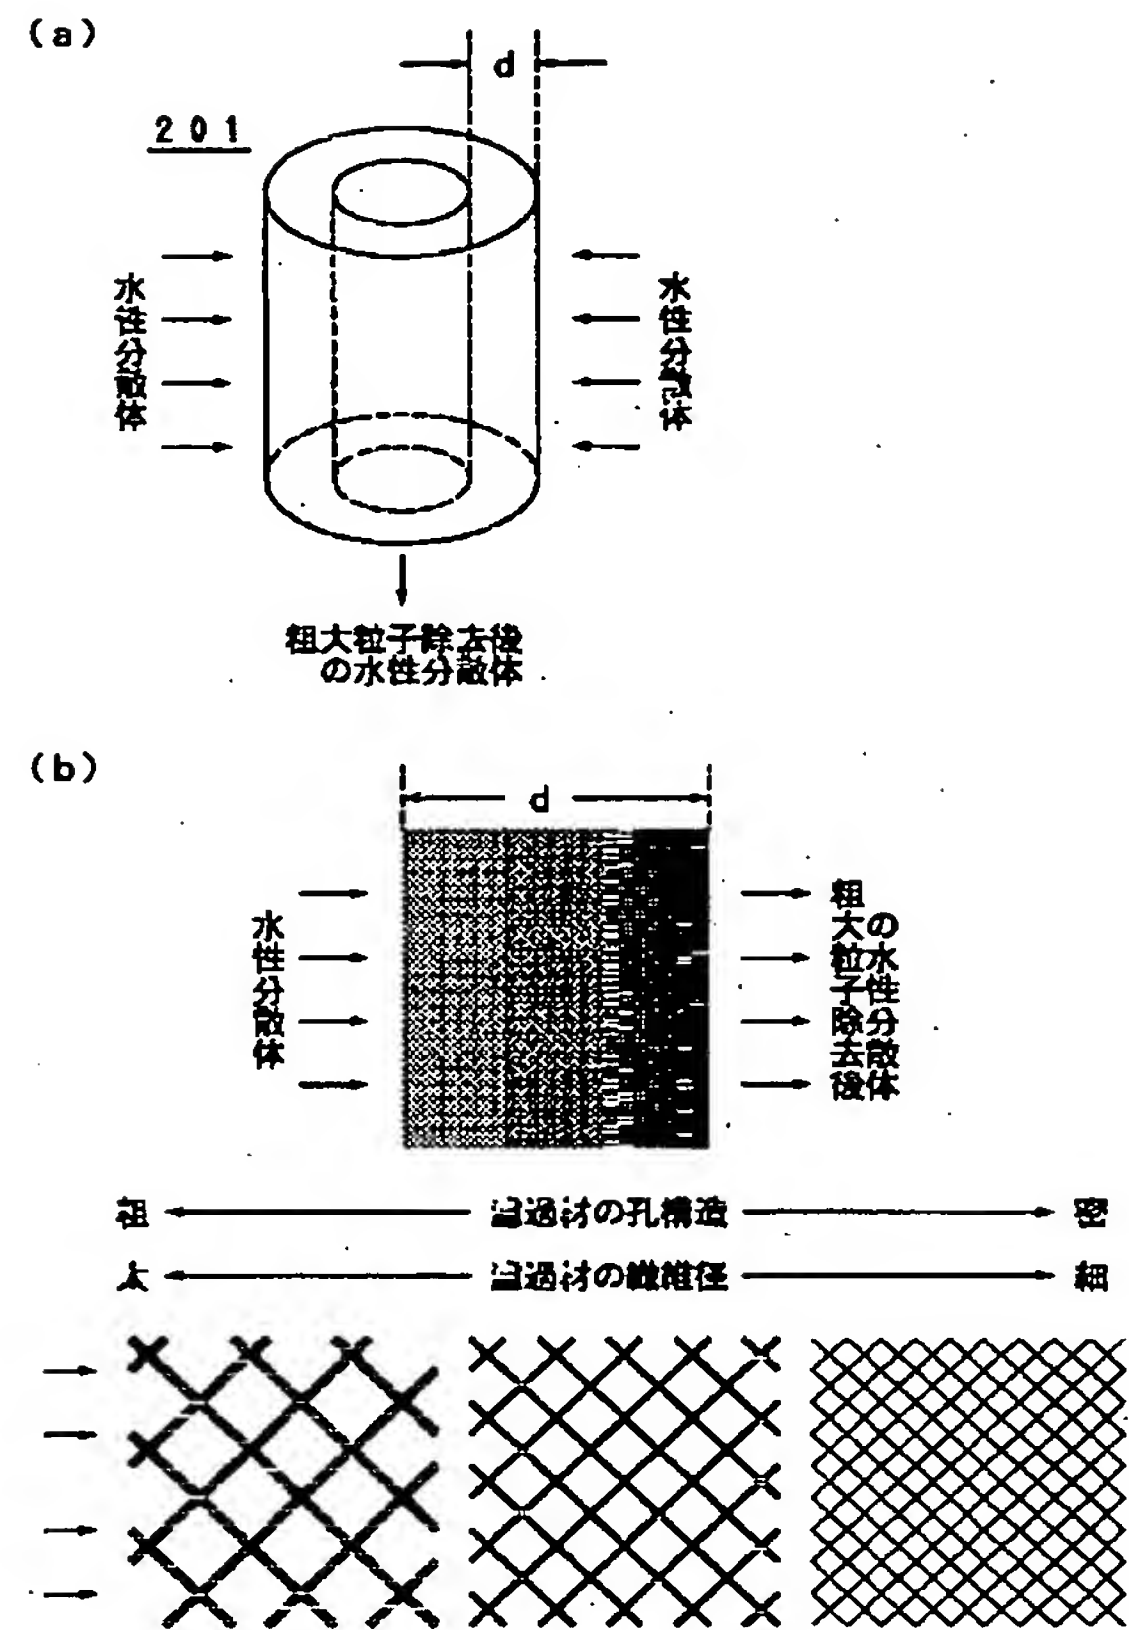 (a)
d
201
水性分散体
水性分散体
粗大粒子除去後
の水性分散体
(b)
d
水性分散体
粗大粒子除去後
の水性分散体
粗 濾過材の孔構造 密
太 濾過材の繊維径 細